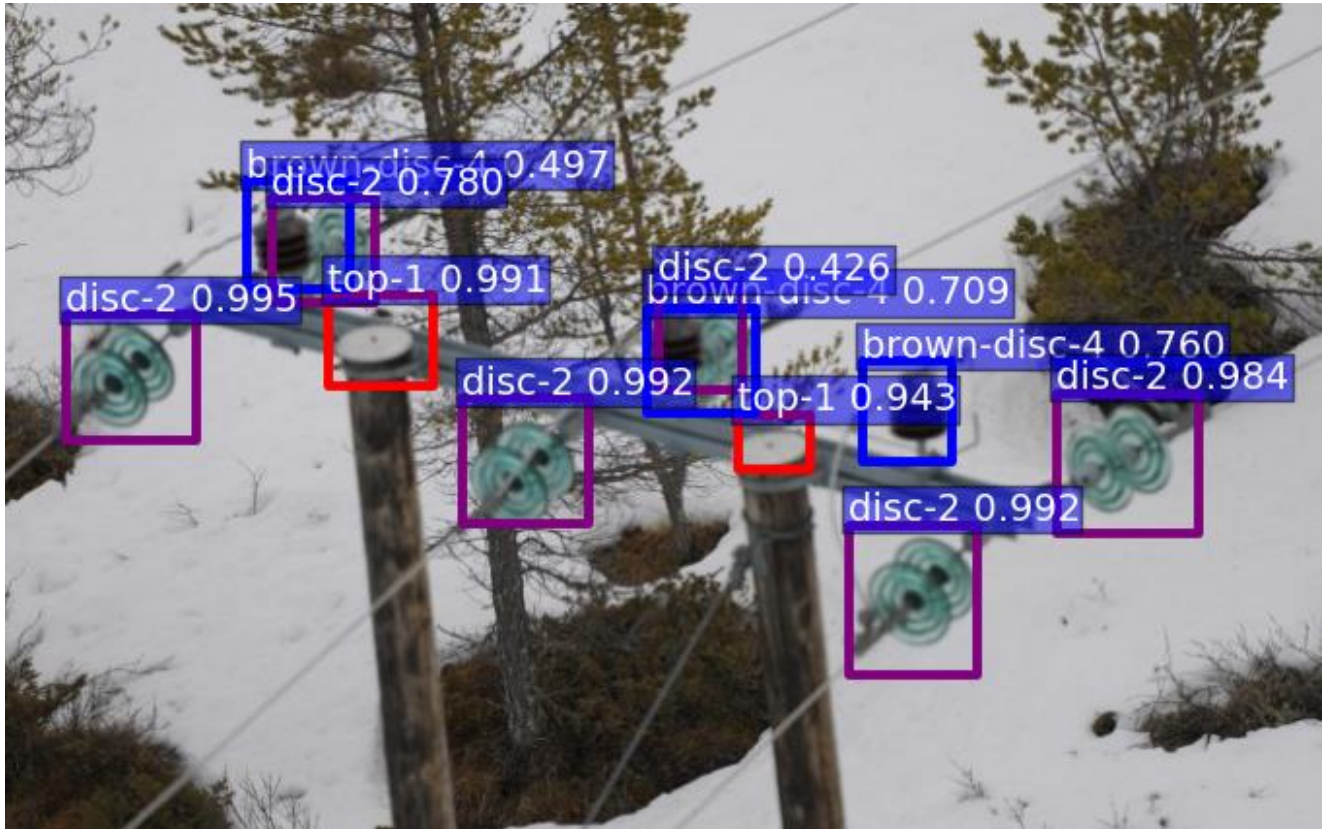 brown-disc-4 0.497
disc-2 0.780
top-1 0.991
disc-2 0.995
disc-2 0.426
brown-disc-4 0.709
brown-disc-4 0.760
disc-2 0.984
disc-2 0.992
top-1 0.943
disc-2 0.992